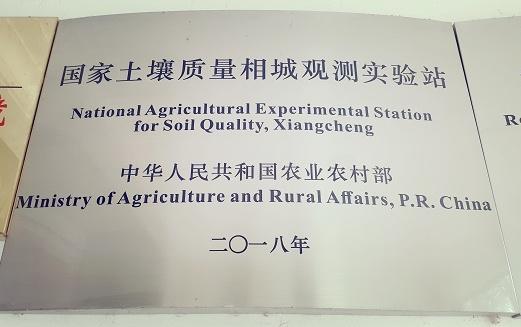 国家土壤质量相城观测实验站
National Agricultural Experimental Station
for Soil Quality, Xiangcheng
中华人民共和国农业农村部
Ministry of Agriculture and Rural Affairs, P.R. China
二〇一八年